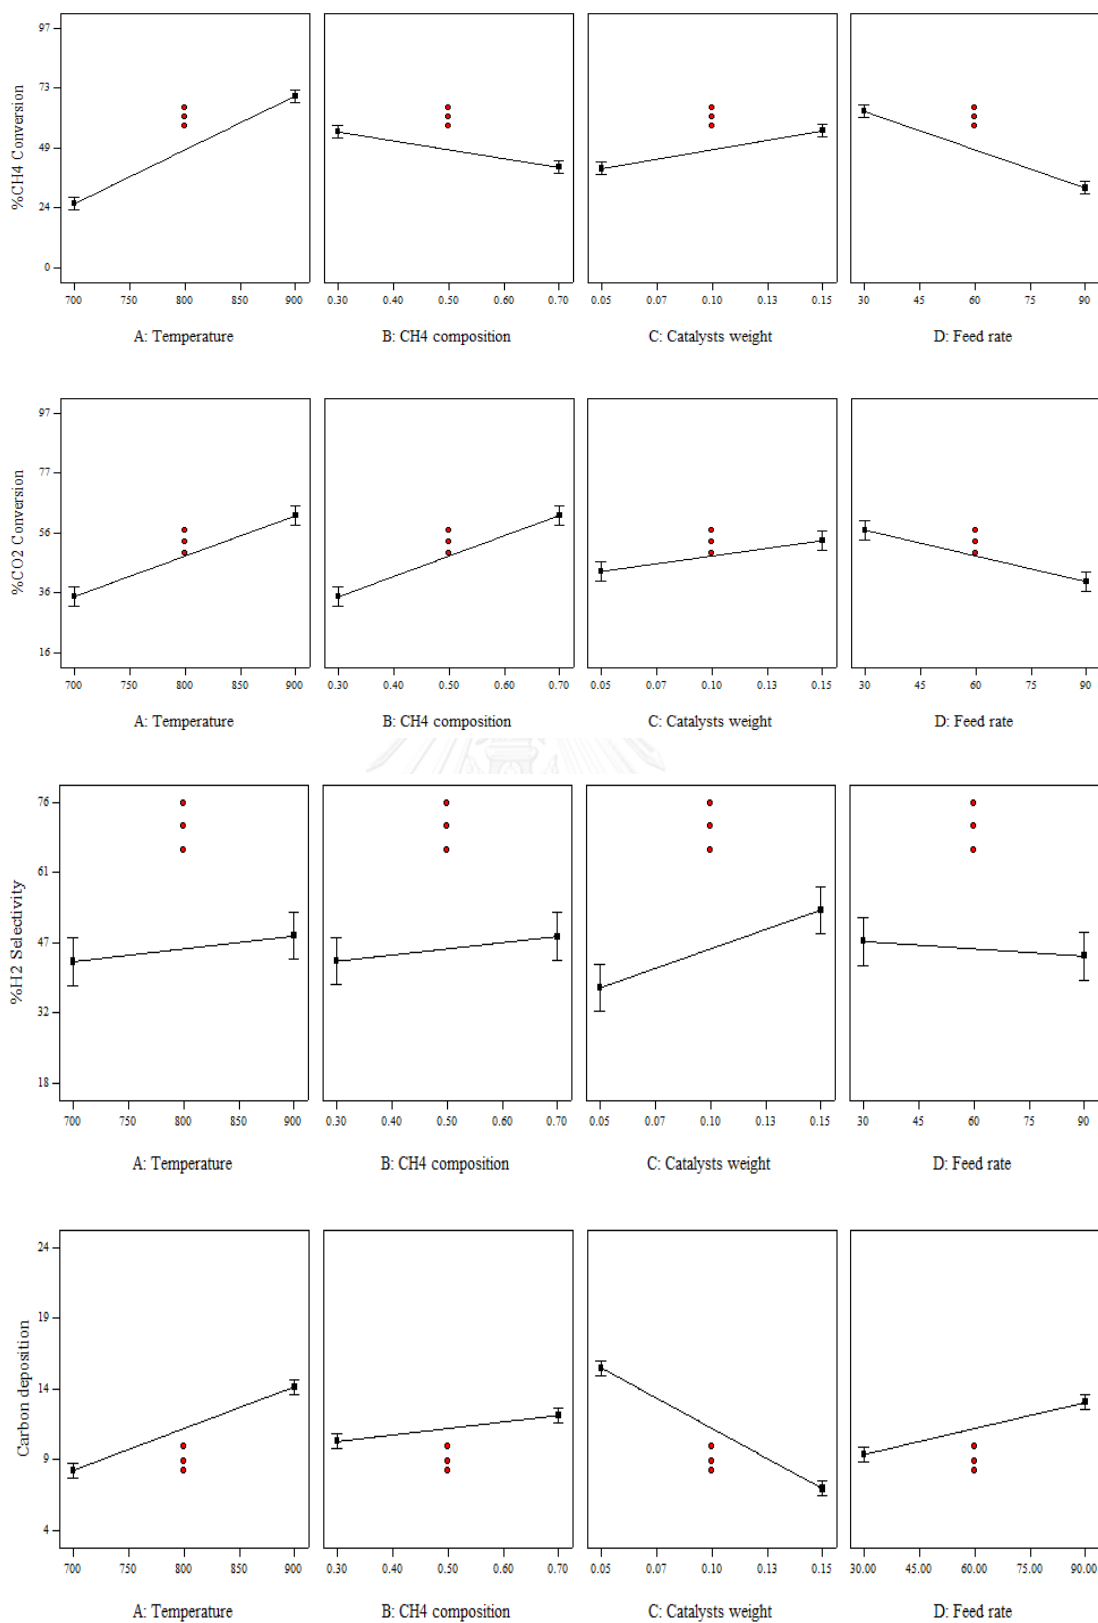 %CH4 Conversion
97
73
49
24
0
700 750 800 850 900
0.30 0.40 0.50 0.60 0.70
0.05 0.07 0.10 0.13 0.15
30 45 60 75 90
A: Temperature
B: CH4 composition
C: Catalysts weight
D: Feed rate
%CO2 Conversion
97
77
56
36
16
700 750 800 850 900
0.30 0.40 0.50 0.60 0.70
0.05 0.07 0.10 0.13 0.15
30 45 60 75 90
A: Temperature
B: CH4 composition
C: Catalysts weight
D: Feed rate
%H2 Selectivity
76
61
47
32
18
700 750 800 850 900
0.30 0.40 0.50 0.60 0.70
0.05 0.07 0.10 0.13 0.15
30 45 60 75 90
A: Temperature
B: CH4 composition
C: Catalysts weight
D: Feed rate
Carbon deposition
24
19
14
9
4
700 750 800 850 900
0.30 0.40 0.50 0.60 0.70
0.05 0.07 0.10 0.13 0.15
30.00 45.00 60.00 75.00 90.00
A: Temperature
B: CH4 composition
C: Catalysts weight
D: Feed rate